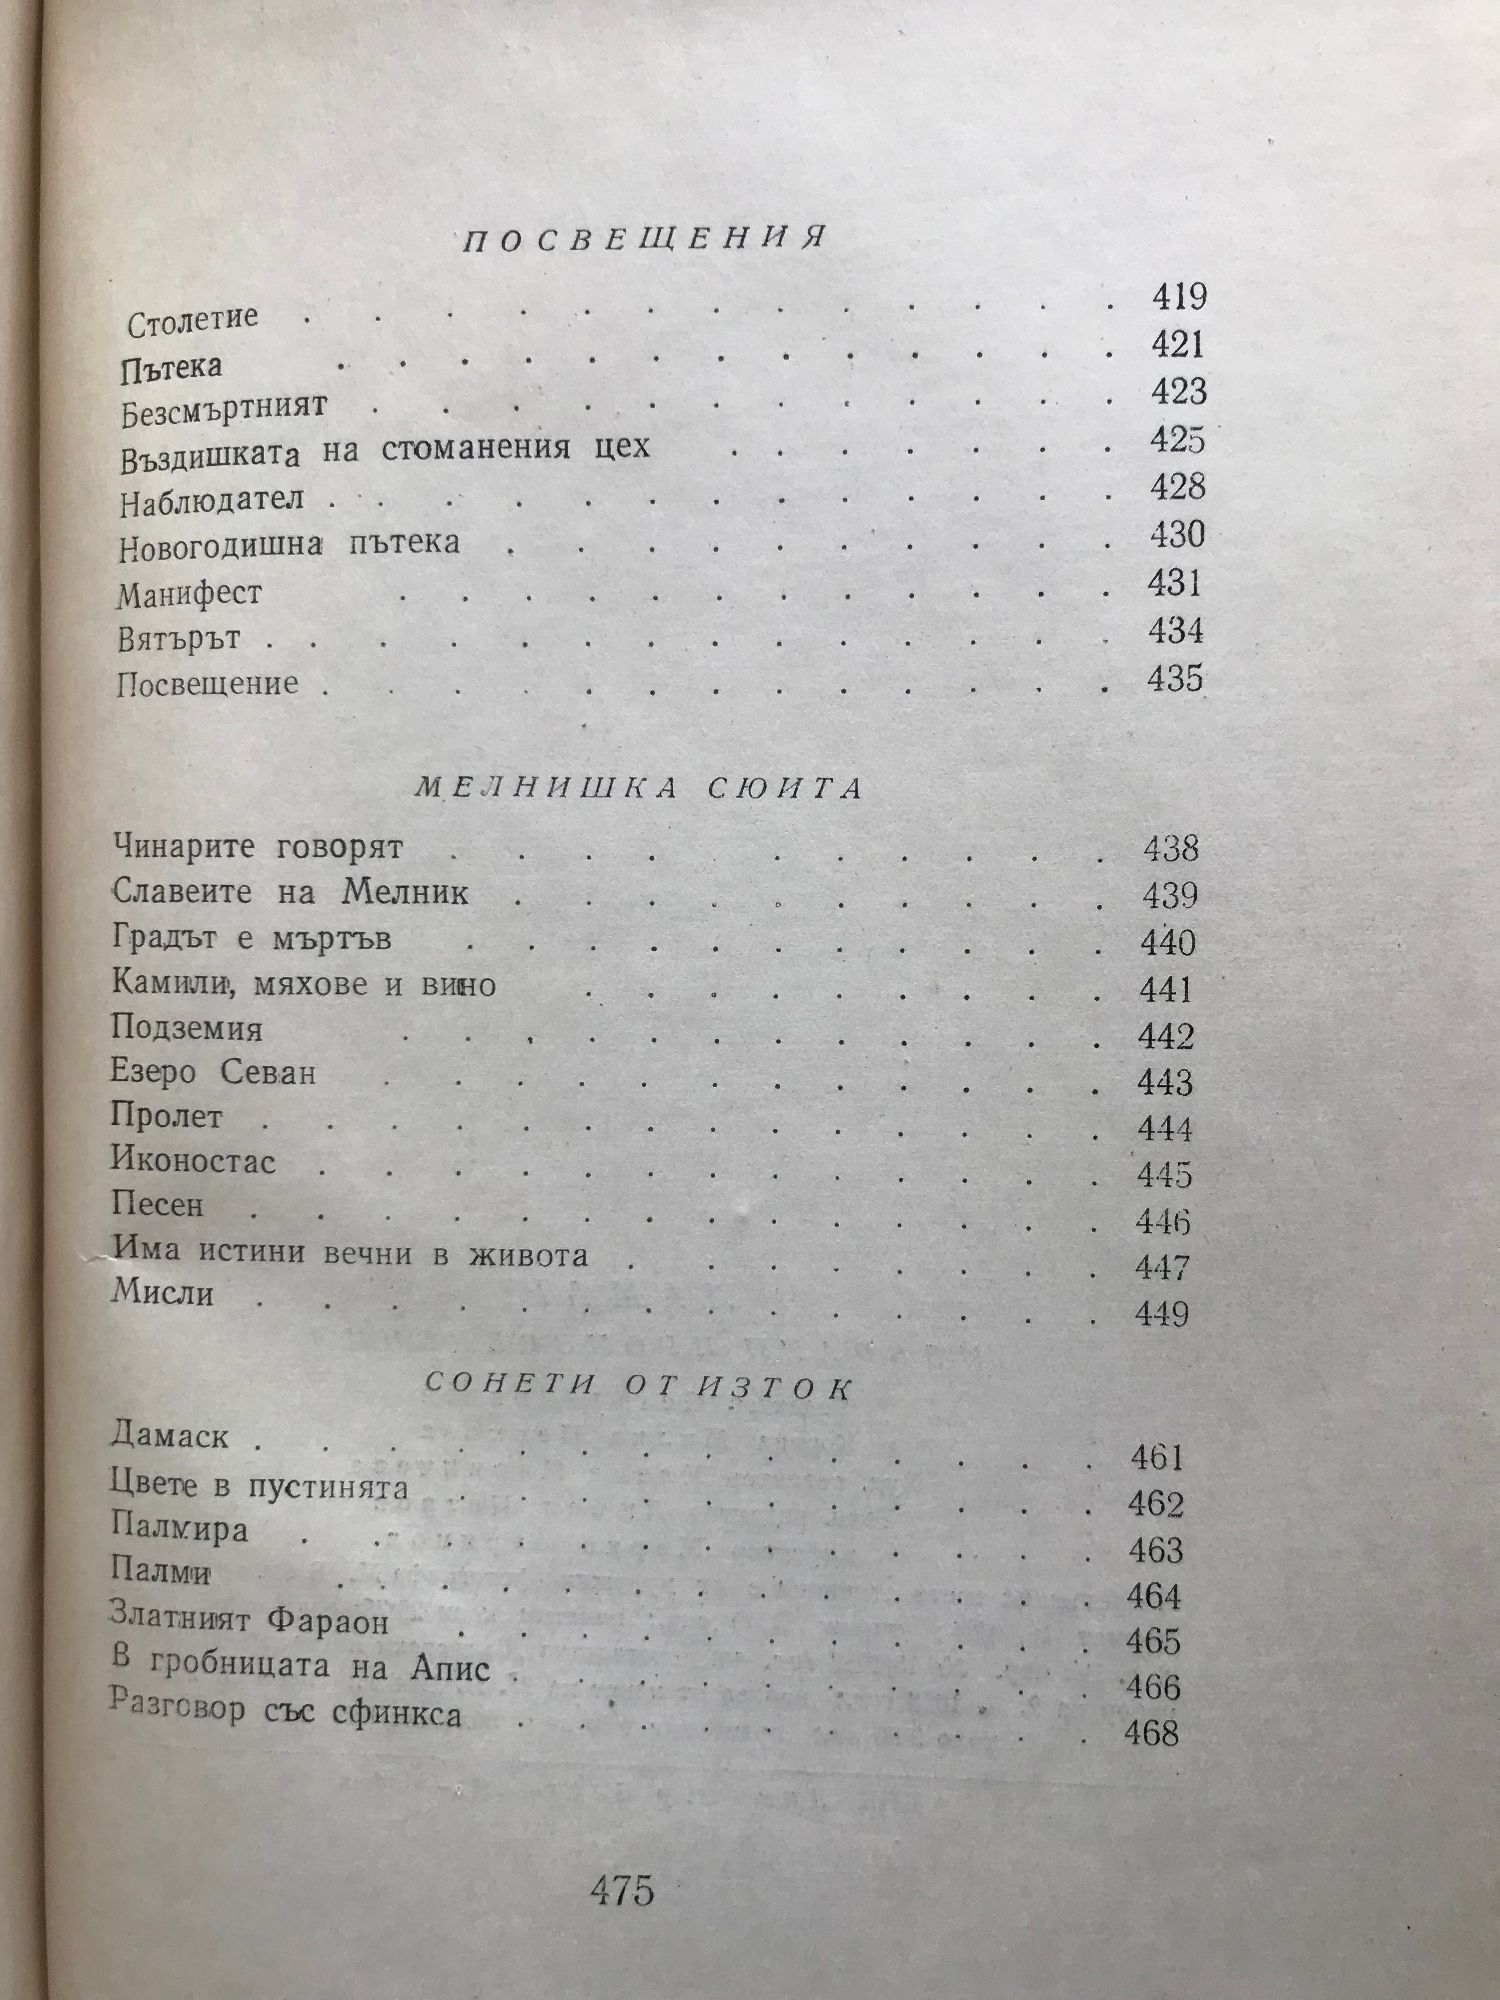 ПОСВЕЩЕНИЯ
Столетие . . . . . . . . . . . . . 419
Пътека . . . . . . . . . . . . . 421
Безсмъртният . . . . . . . . . . . . 423
Въздишката на стоманения цех . . . . . . . 425
Наблюдател . . . . . . . . . . . . . 428
Новогодишна пътека . . . . . . . . . . 430
Манифест . . . . . . . . . . . . 431
Вятърът . . . . . . . . . . . . . . 434
Посвещение . . . . . . . . . . . . . 435
МЕЛНИШКА СЮИТА
Чинарите говорят . . . . . . . . . 438
Славеите на Мелник . . . . . . . . . . 439
Градът е мъртъв . . . . . . . . . . . 440
Камили, мяхове и вино . . . . . . . . . 441
Подземия . . . . . . . . . . . . 442
Езеро Севан . . . . . . . . . . . . 443
Пролет . . . . . . . . . . . . . . 444
Иконостас . . . . . . . . . . . . . 445
Песен . . . . . . . . . . . . . . 446
Има истини вечни в живота . . . . . . . . 447
Мисли . . . . . . . . . . . . . . 449
СОНЕТИ ОТ ИЗТОК
Дамаск . . . . . . . . . . . . . . 461
Цвете в пустинята . . . . . . . . . . . 462
Палмира . . . . . . . . . . . . . 463
Палми . . . . . . . . . . . . . 464
Златният Фараон . . . . . . . . . . . 465
В гробницата на Апис . . . . . . . . . . 466
Разговор със сфинкса . . . . . . . . . . 468
475